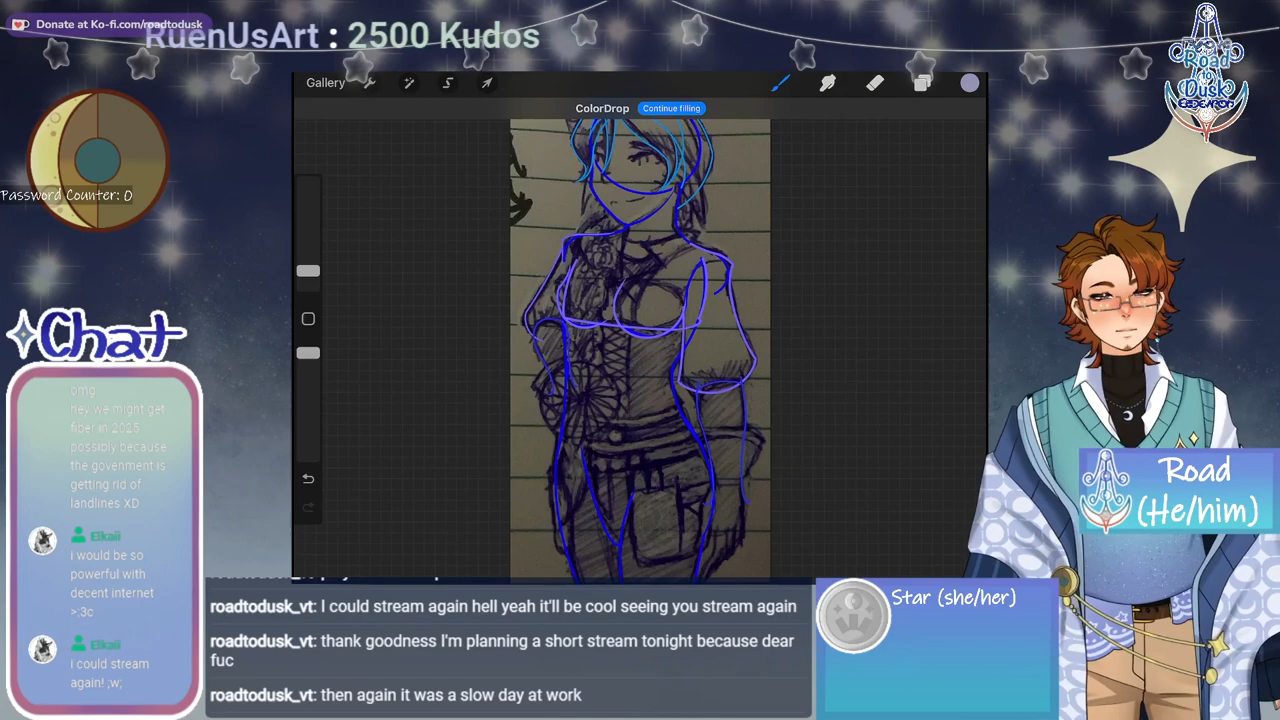 Donate at Ko-fi.com/roadtodusk
RuenUsArt : 2500 Kudos
Road
to
Dusk
Gallery
ColorDrop
Continue filling
Password Counter: 0
Chat
omg
hey we might get
fiber in 2025
possibly because
the govenment is
getting rid of
landlines XD
Elkaii
i would be so
powerful with
decent internet
>:3c
Elkaii
i could stream
again! ;w;
roadtodusk_vt: I could stream again hell yeah it'll be cool seeing you stream again
roadtodusk_vt: thank goodness I'm planning a short stream tonight because dear
fuc
roadtodusk_vt: then again it was a slow day at work
Star (she/her)
Road
(He/him)